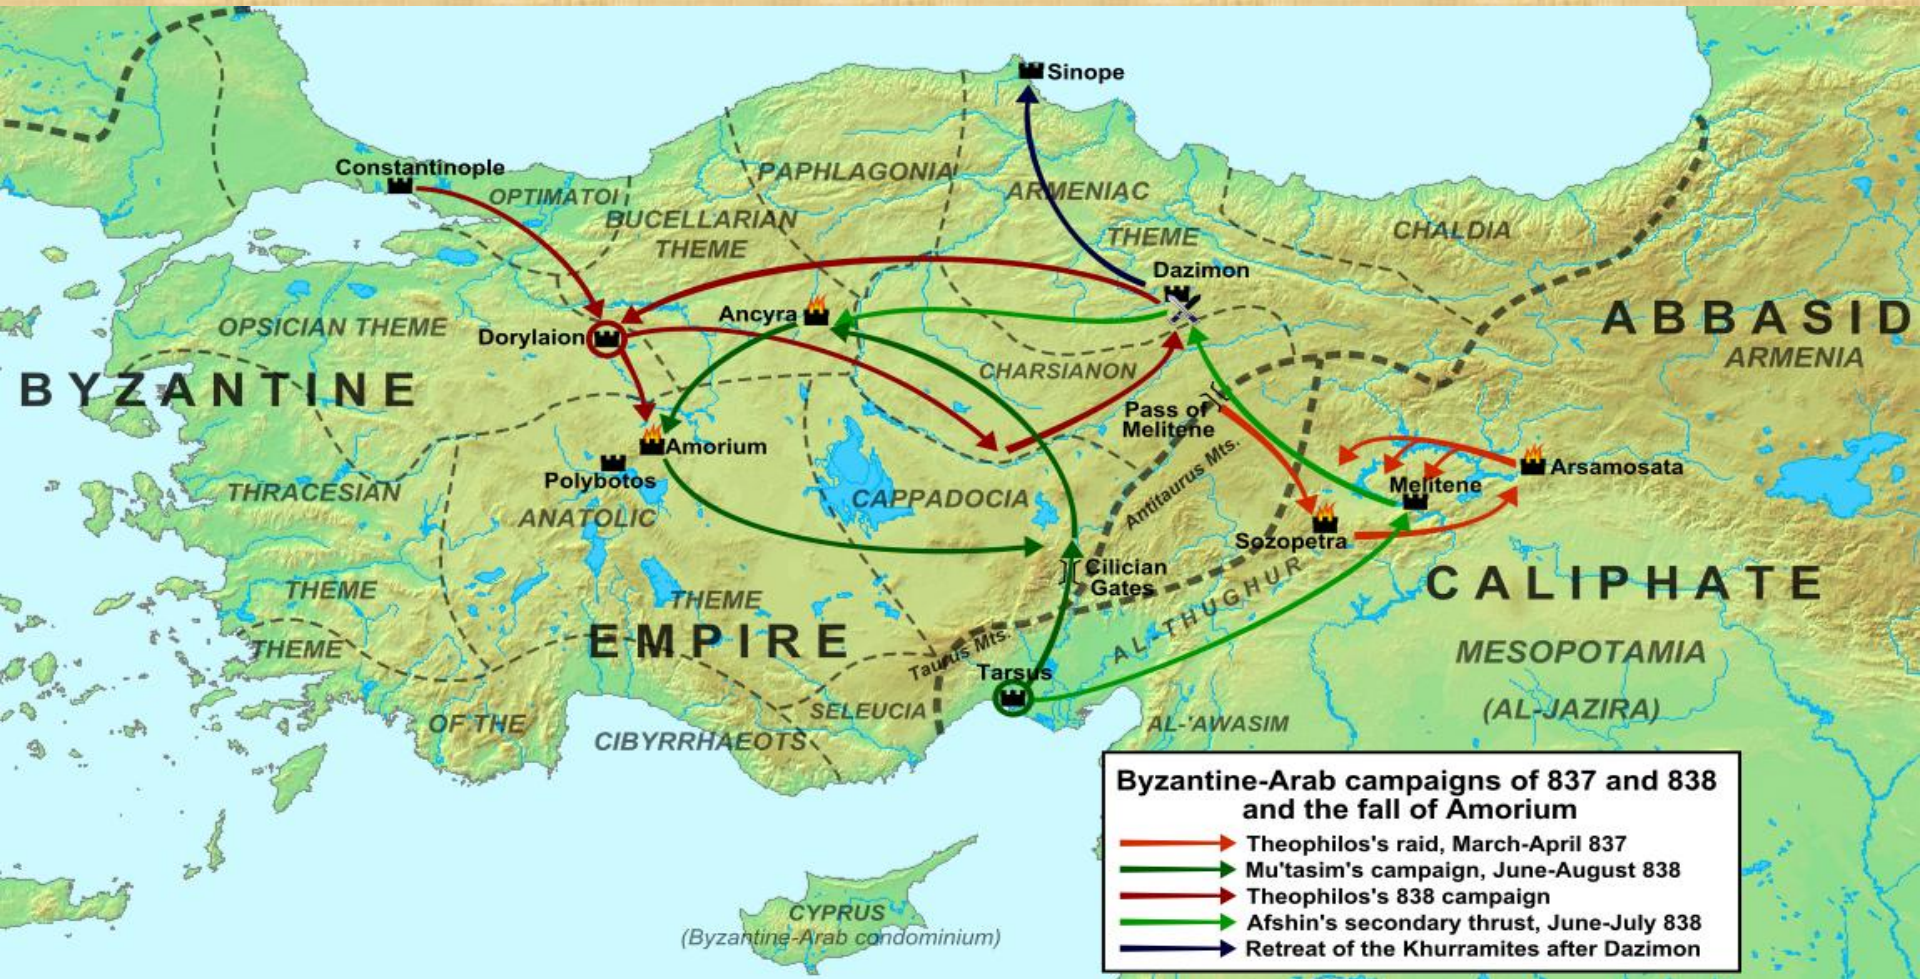 Sinope
Constantinople
OPTIMATOI
PAPHLAGONIA
ARMENIAC
THEME
BUCELLARIAN
THEME
CHALDIA
Dazimon
Ancyra
Dorylaion
OPSICIAN THEME
CHARSIANON
ABBASID
ARMENIA
BYZANTINE
Pass of
Melitene
Antitaurus Mts.
Amorium
Polybotos
THRACESIAN
ANATOLIC
CAPPADOCIA
Melitene
Arsamosata
Sozopetra
Cilician
Gates
THEME
THEME
AL-THUGHUR
CALIPHATE
EMPIRE
THEME
Taurus Mts.
Tarsus
MESOPOTAMIA
(AL-JAZIRA)
OF THE
CIBYRRHAEOTS
SELEUCIA
AL-'AWASIM
CYPRUS
(Byzantine-Arab condominium)
Byzantine-Arab campaigns of 837 and 838
and the fall of Amorium
Theophilos's raid, March-April 837
Mu'tasim's campaign, June-August 838
Theophilos's 838 campaign
Afshin's secondary thrust, June-July 838
Retreat of the Khurramites after Dazimon